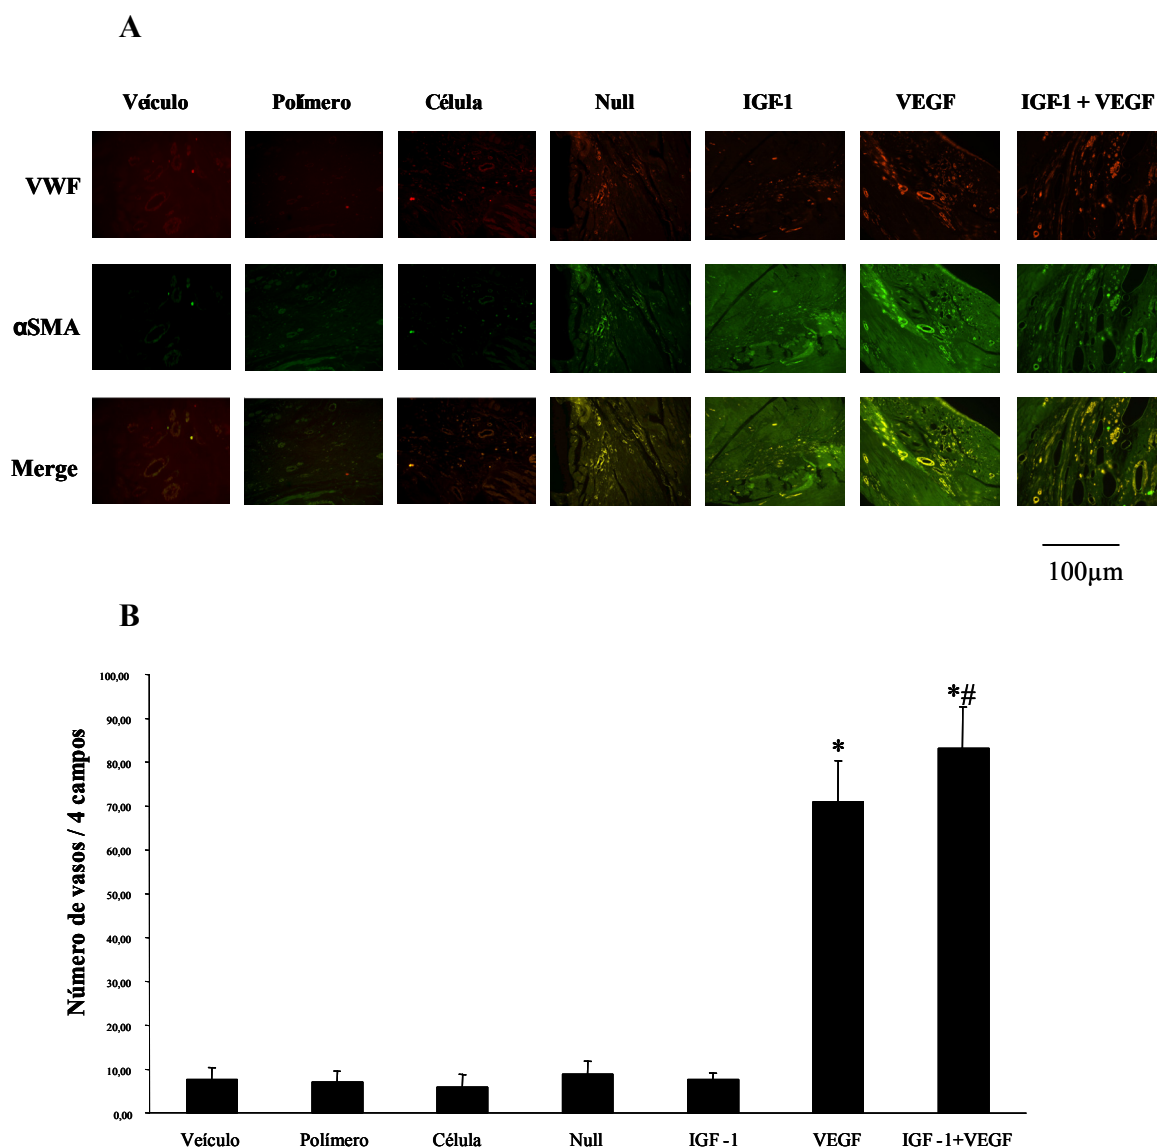 A
Veículo Polímero Célula Null IGF-1 VEGF IGF-1 + VEGF
VWF
αSMA
Merge
100µm
B
Número de vasos / 4 campos
100,00
90,00
80,00
70,00
60,00
50,00
40,00
30,00
20,00
10,00
0,00
*
*#
Veículo Polímero Célula Null IGF -1 VEGF IGF -1+VEGF